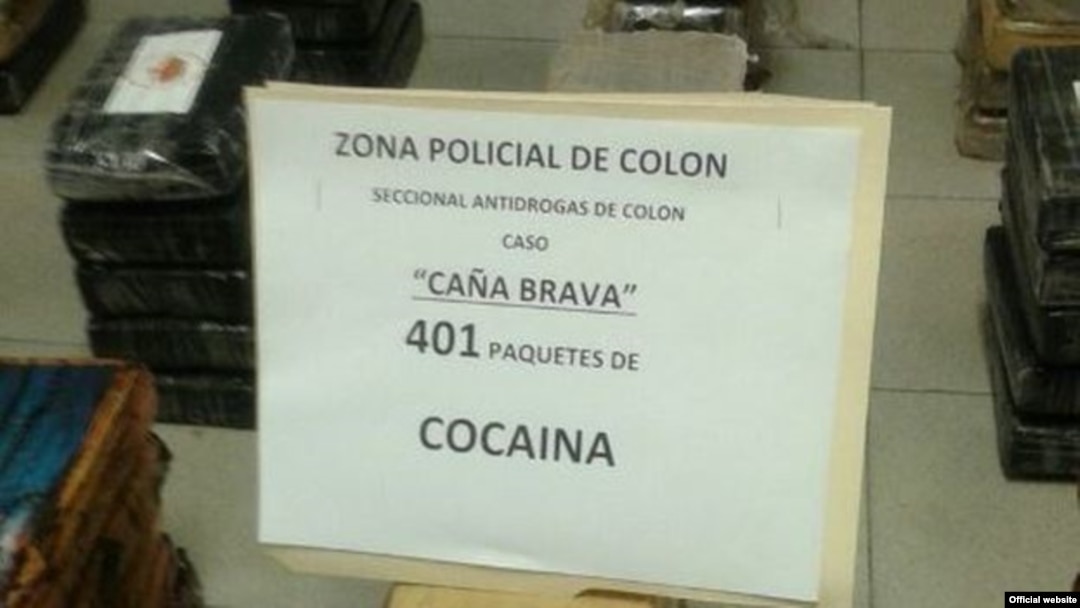 ZONA POLICIAL DE COLON
SECCIONAL ANTIDROGAS DE COLON
CASO
“CAÑA BRAVA”
401 PAQUETES DE
COCAINA
Official website